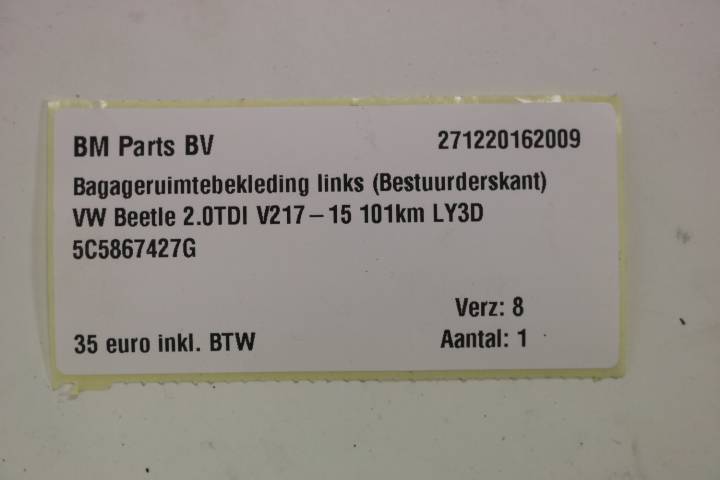 BM Parts BV 271220162009
Bagageruimtebekleding links (Bestuurderskant)
VW Beetle 2.0TDI V217–15 101km LY3D
5C5867427G
Verz: 8
35 euro inkl. BTW Aantal: 1